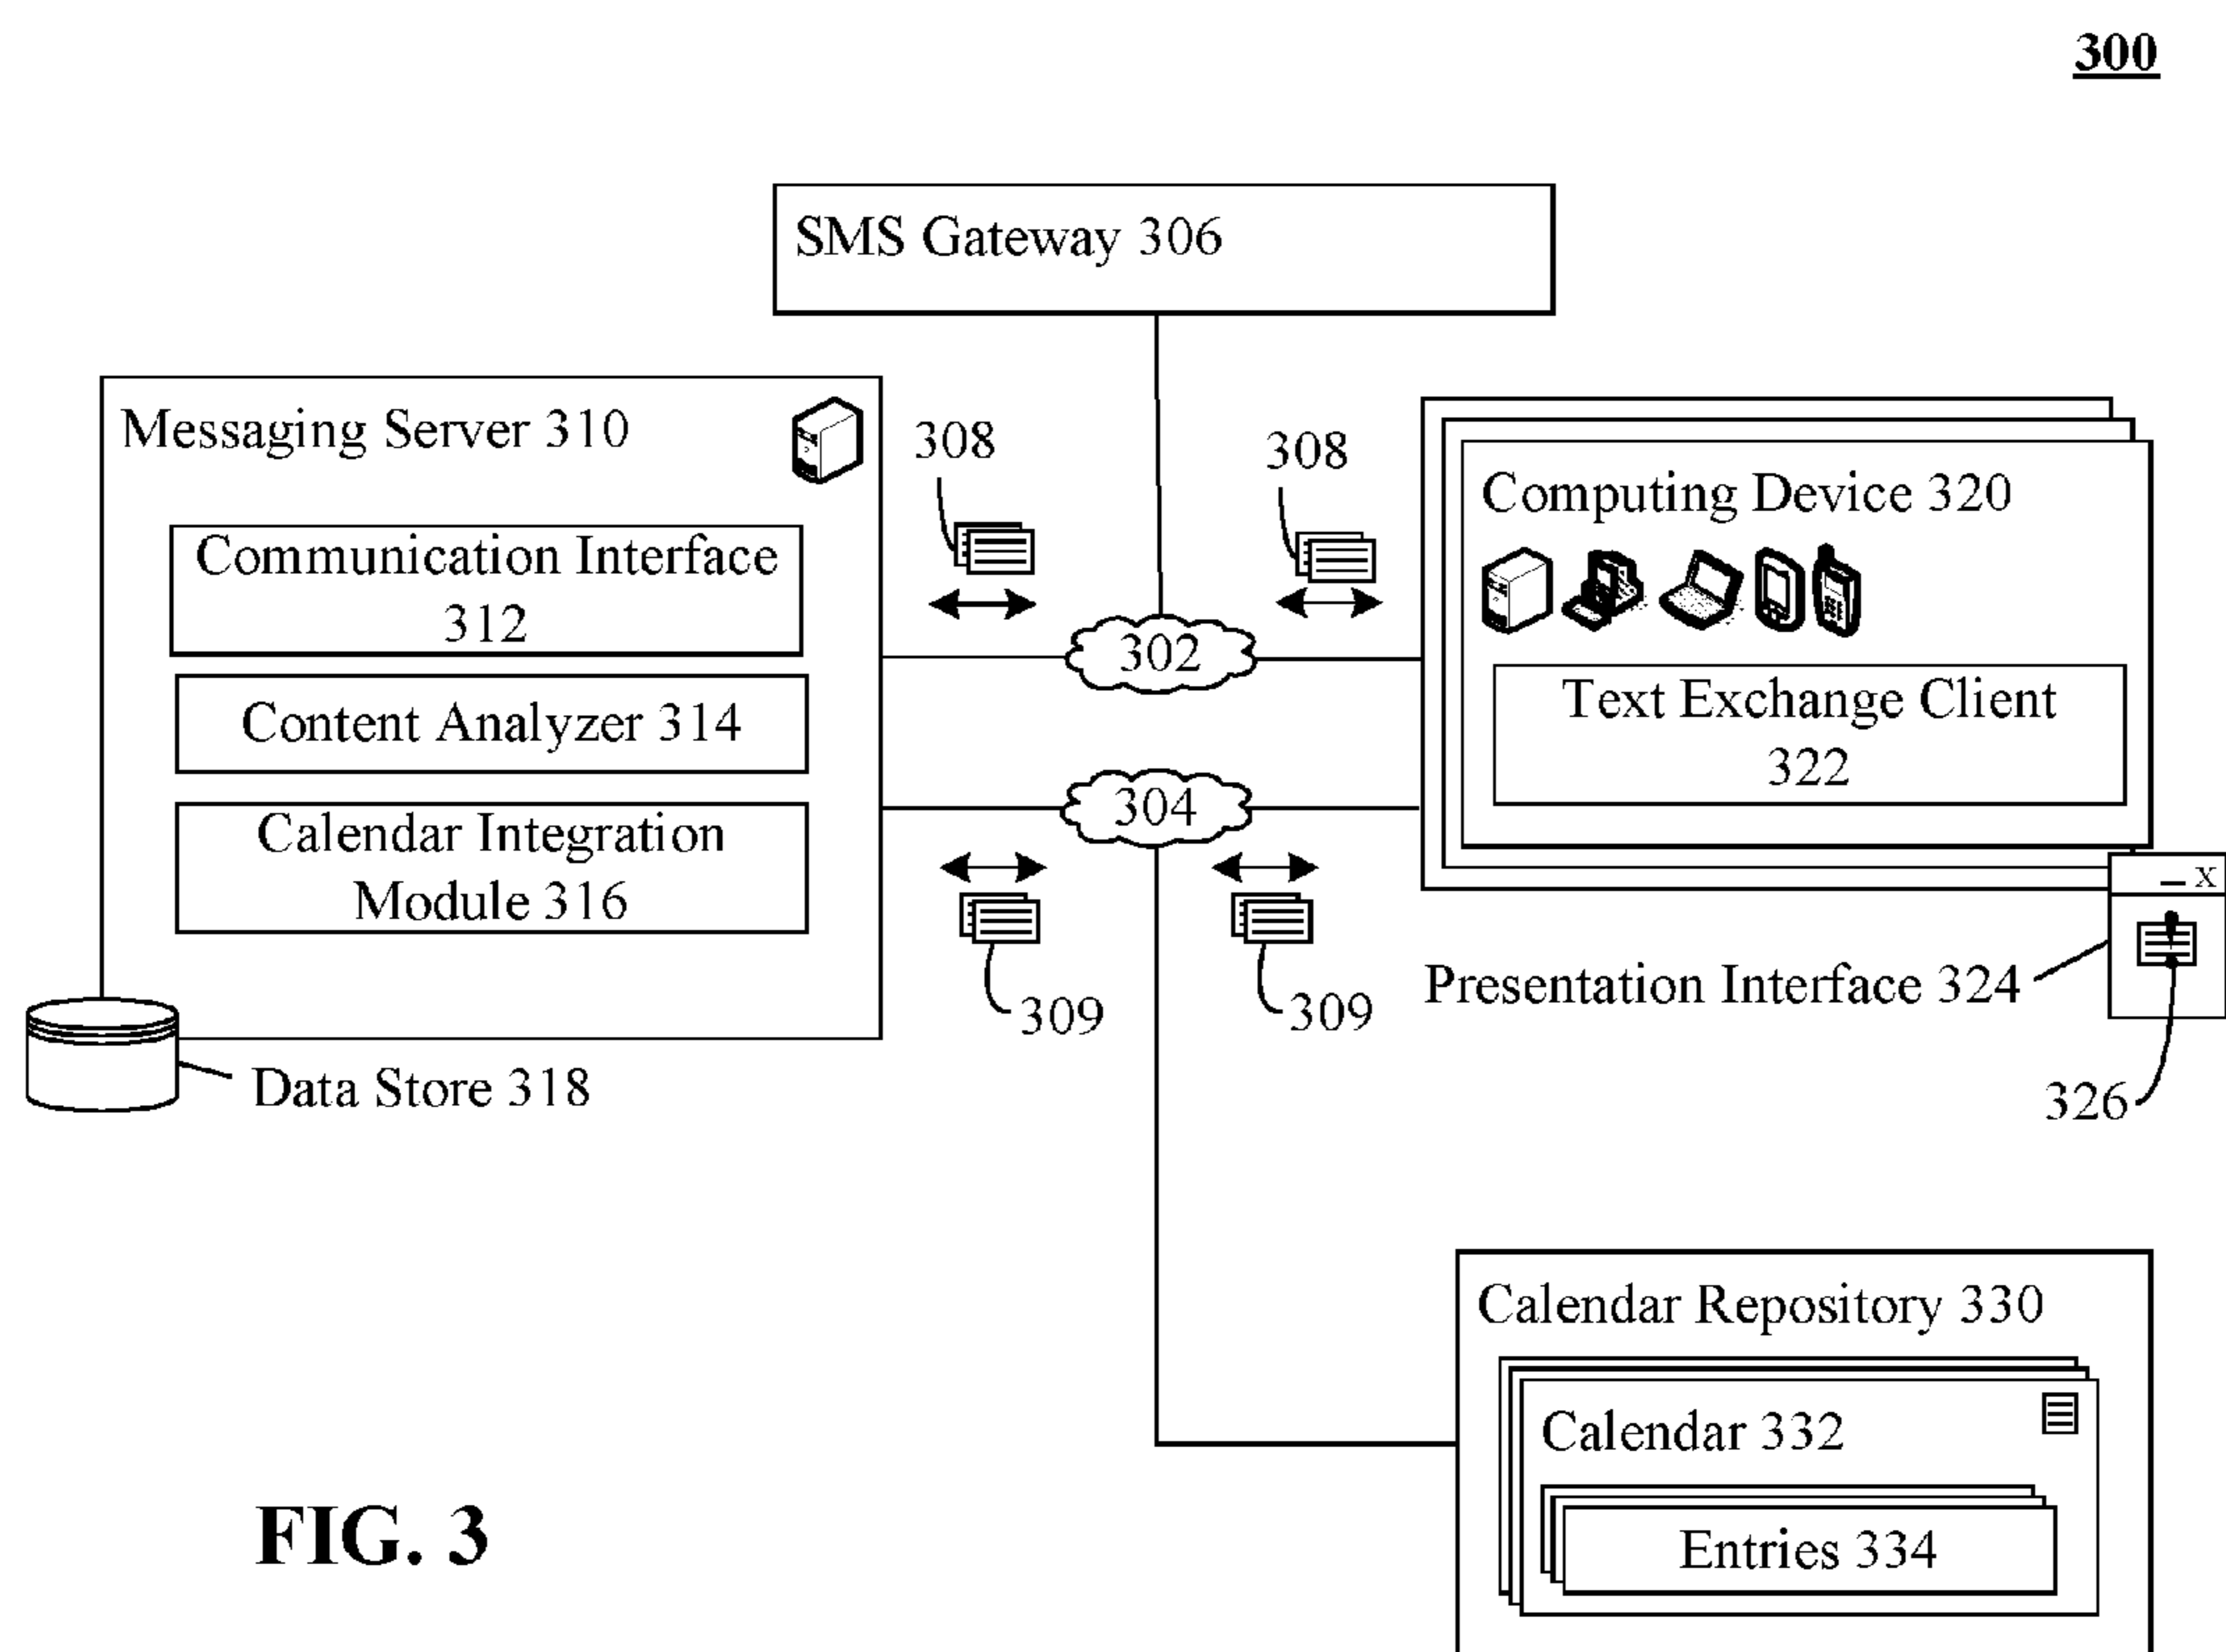 300
SMS Gateway 306
Messaging Server 310
Communication Interface
312
Content Analyzer 314
Calendar Integration
Module 316
Data Store 318
308
308
302
304
309
309
Computing Device 320
Text Exchange Client
322
x
Presentation Interface 324
326
Calendar Repository 330
Calendar 332
Entries 334
FIG. 3